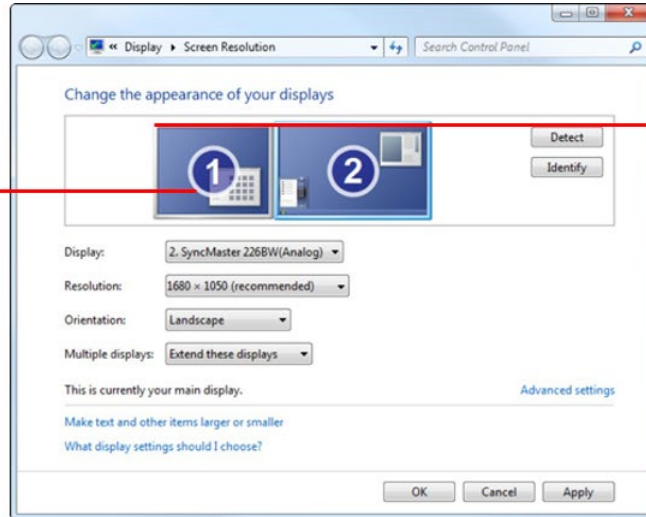 « Display ▸ Screen Resolution
Search Control Panel
Change the appearance of your displays
1
2
Detect
Identify
Display: 2. SyncMaster 226BW(Analog)
Resolution: 1680 × 1050 (recommended)
Orientation: Landscape
Multiple displays: Extend these displays
This is currently your main display. Advanced settings
Make text and other items larger or smaller
What display settings should I choose?
OK Cancel Apply